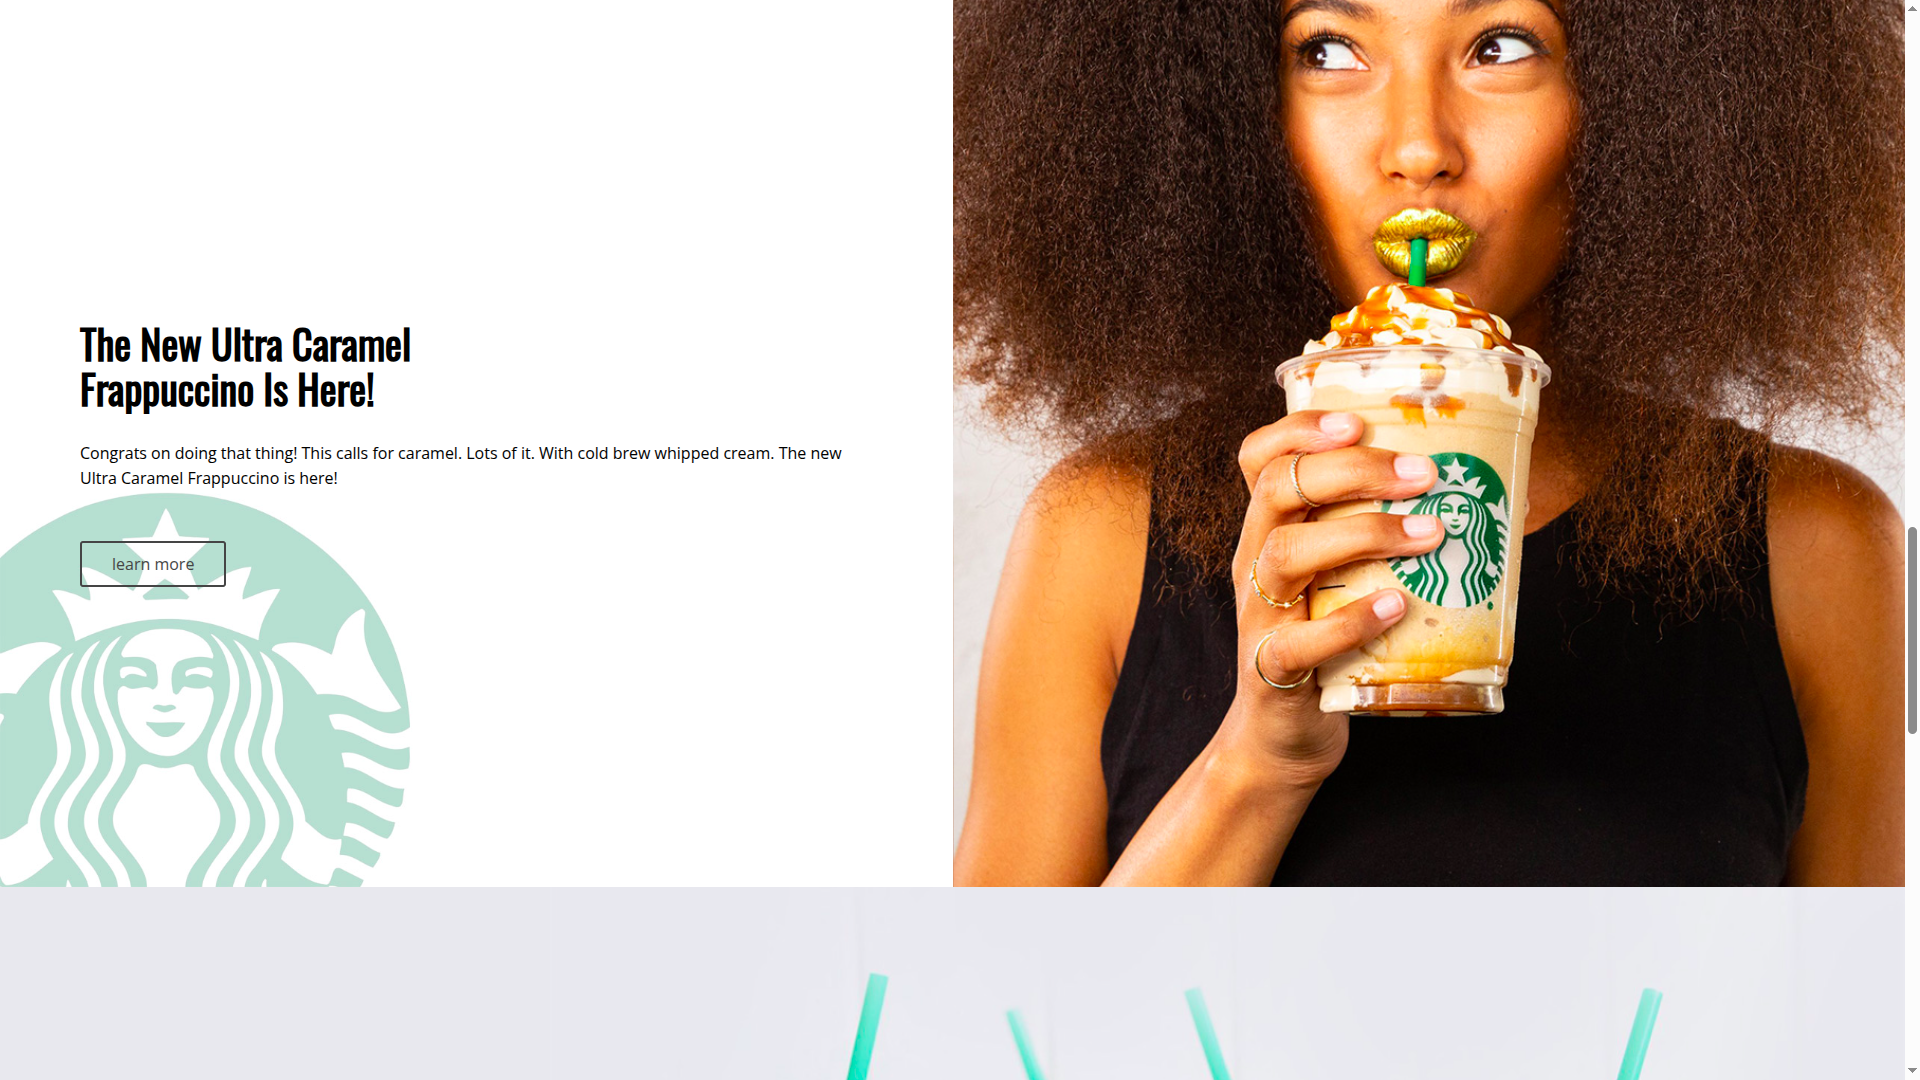 The New Ultra Caramel
Frappuccino Is Here!
Congrats on doing that thing! This calls for caramel. Lots of it. With cold brew whipped cream. The new
Ultra Caramel Frappuccino is here!
learn more